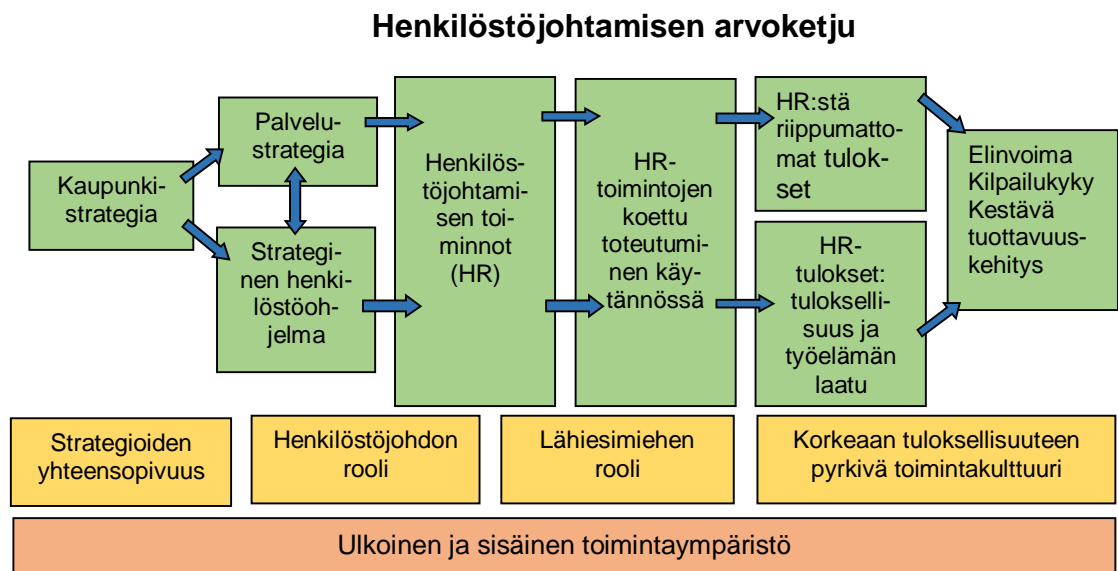 Henkilöstöjohtamisen arvoketju
Kaupunki-
strategia
Palvelu-
strategia
Strategi-
nen henki-
löstöoh-
jelma
Henkilös-
töjohtami-
sen toi-
minnot
(HR)
HR-
toimintojen
koettu
toteutumi-
nen käy-
tännössä
HR:stä
riippumatto-
mat tulok-
set
HR-
tulokset:
tuloksелli-
suus ja
työelämän
laatu
Elinvoima
Kilpailukyky
Kestävä
tuottavuus-
kehitys
Strategioiden
yhteensopivuus
Henkilöstöjohdon
rooli
Lähiesimiehen
rooli
Korkeaan tuloksellisuuteen
pyrkivä toimintakulttuuri
Ulkoinen ja sisäinen toimintaympäristö